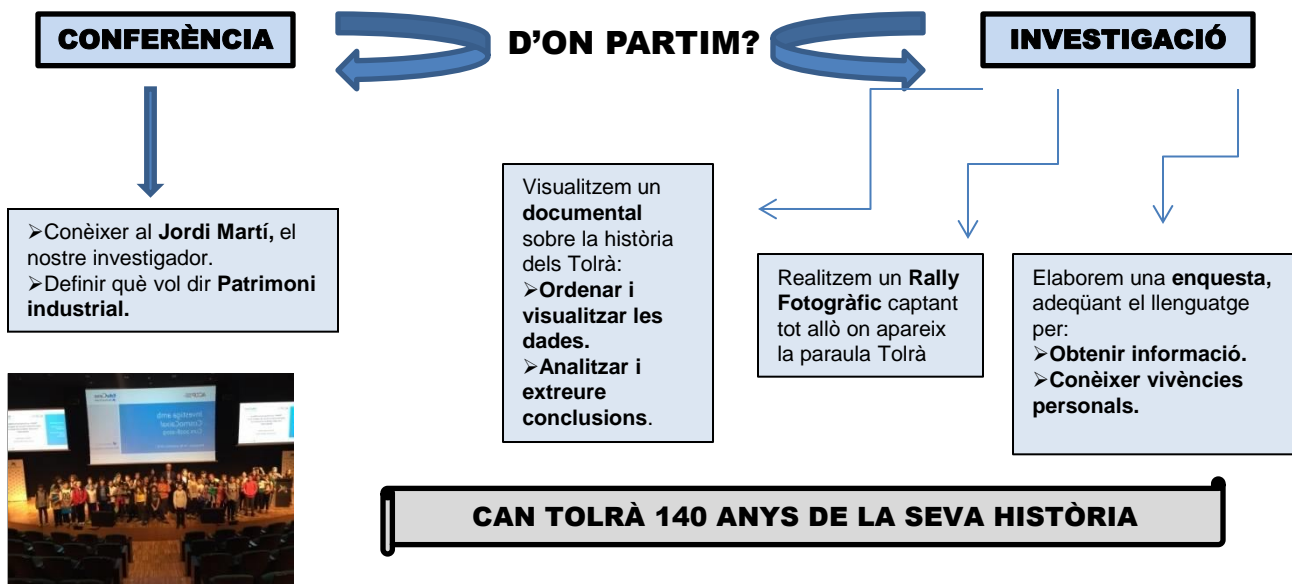 CONFERÈNCIA
D'ON PARTIM?
INVESTIGACIÓ
➢Conèixer al Jordi Martí, el
nostre investigador.
➢Definir què vol dir Patrimoni
industrial.
Visualitzem un
documental
sobre la història
dels Tolrà:
➢Ordenar i
visualitzar les
dades.
➢Analitzar i
extreure
conclusions.
Realitzem un Rally
Fotogràfic captant
tot allò on apareix
la paraula Tolrà
Elaborem una enquesta,
adeqüant el llenguatge
per:
➢Obtenir informació.
➢Conèixer vivències
personals.
Investiga amb
CosmoCaixa!
CAN TOLRÀ 140 ANYS DE LA SEVA HISTÒRIA